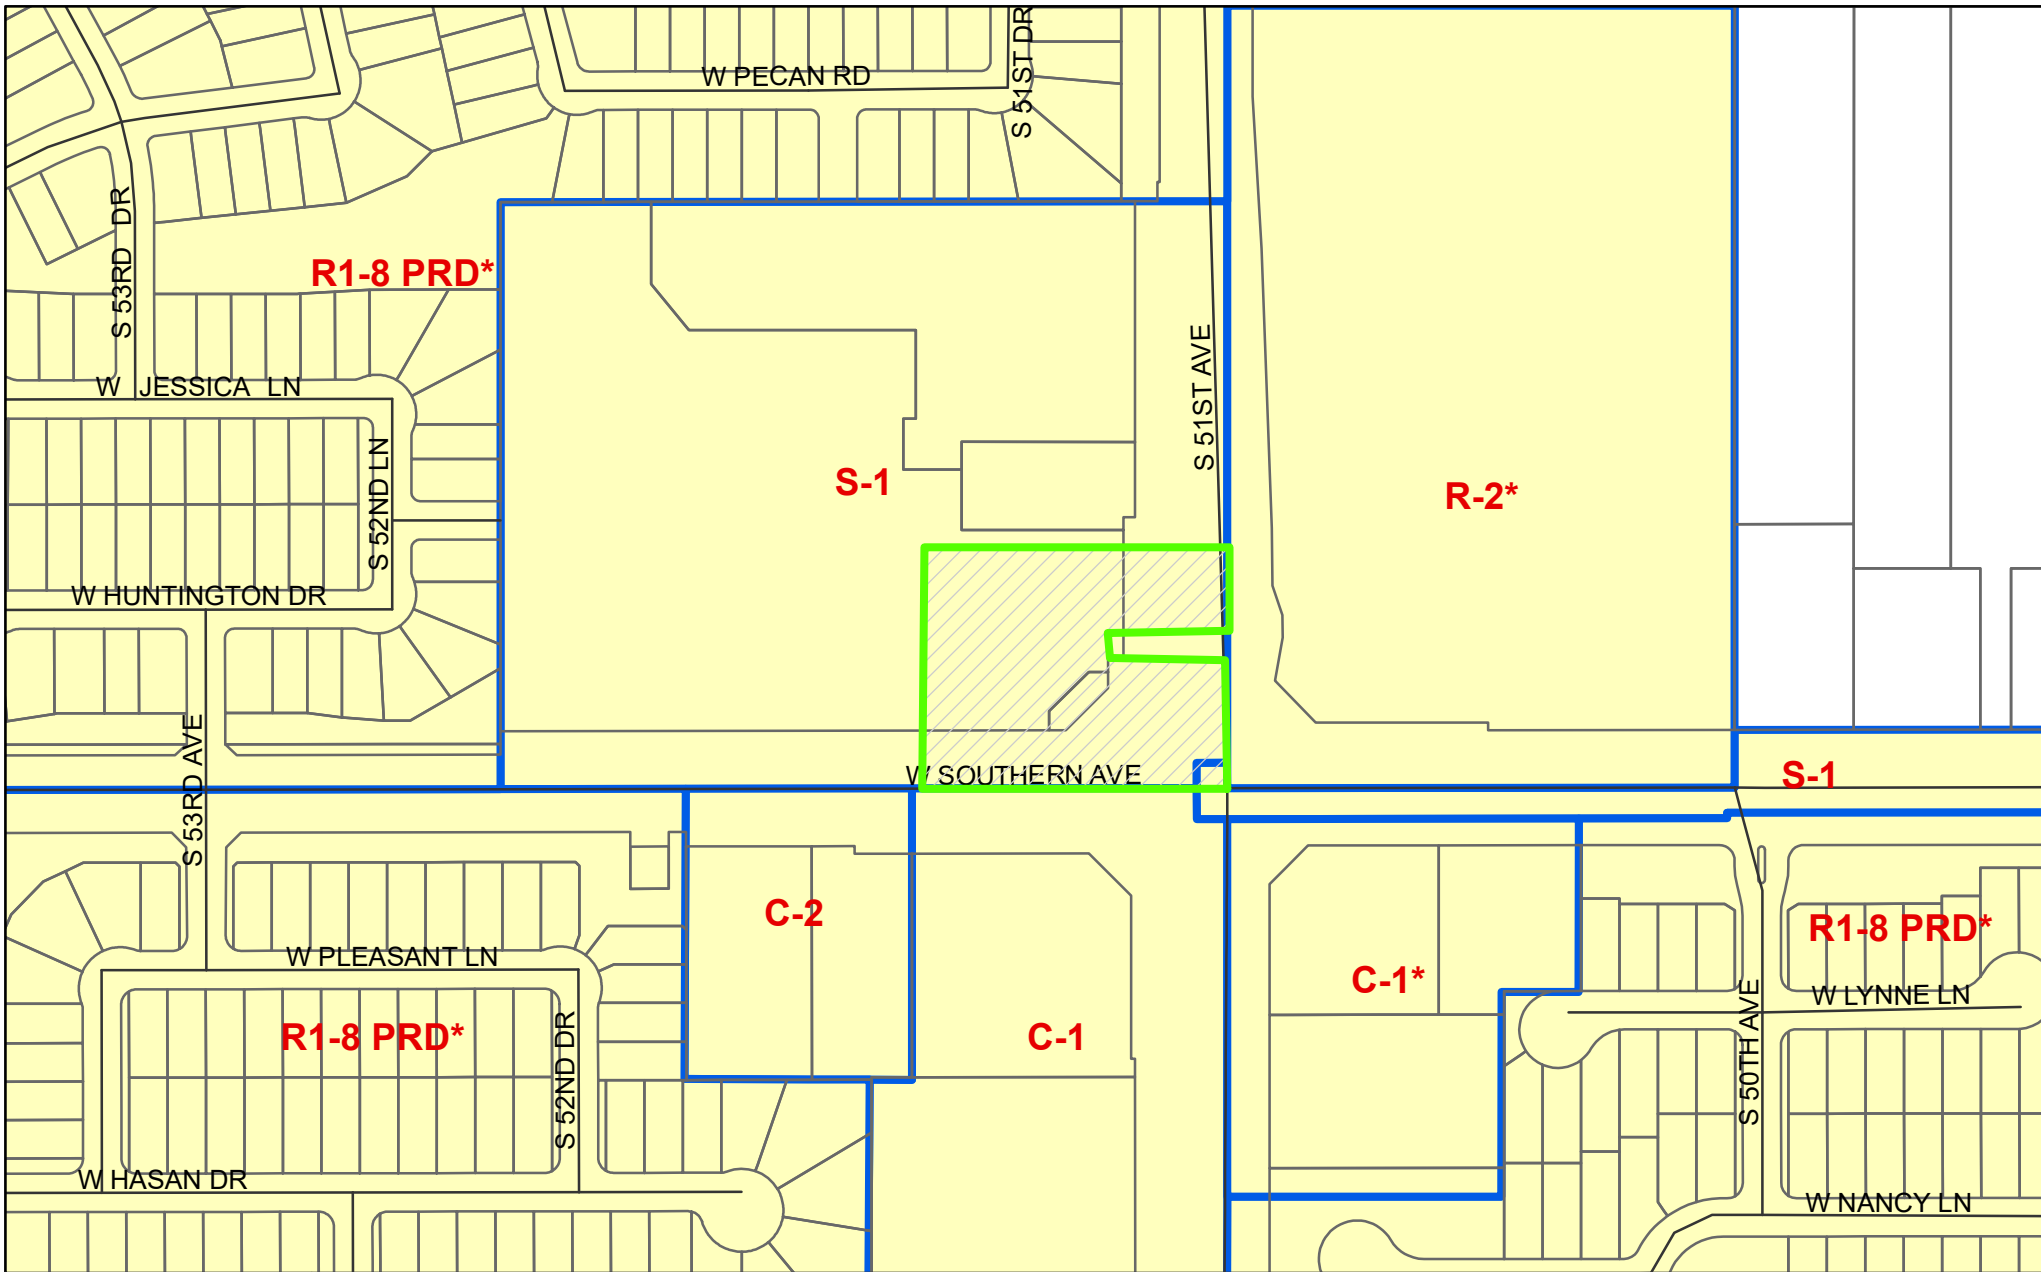 W PECAN RD
S 51ST DR
S 53RD DR
R1-8 PRD*
S 51ST AVE
W JESSICA LN
S 52ND LN
S-1
R-2*
W HUNTINGTON DR
S 53RD AVE
W SOUTHERN AVE
S-1
C-2
R1-8 PRD*
W PLEASANT LN
C-1*
W LYNNE LN
R1-8 PRD*
S 52ND DR
C-1
S 50TH AVE
W HASAN DR
W NANCY LN